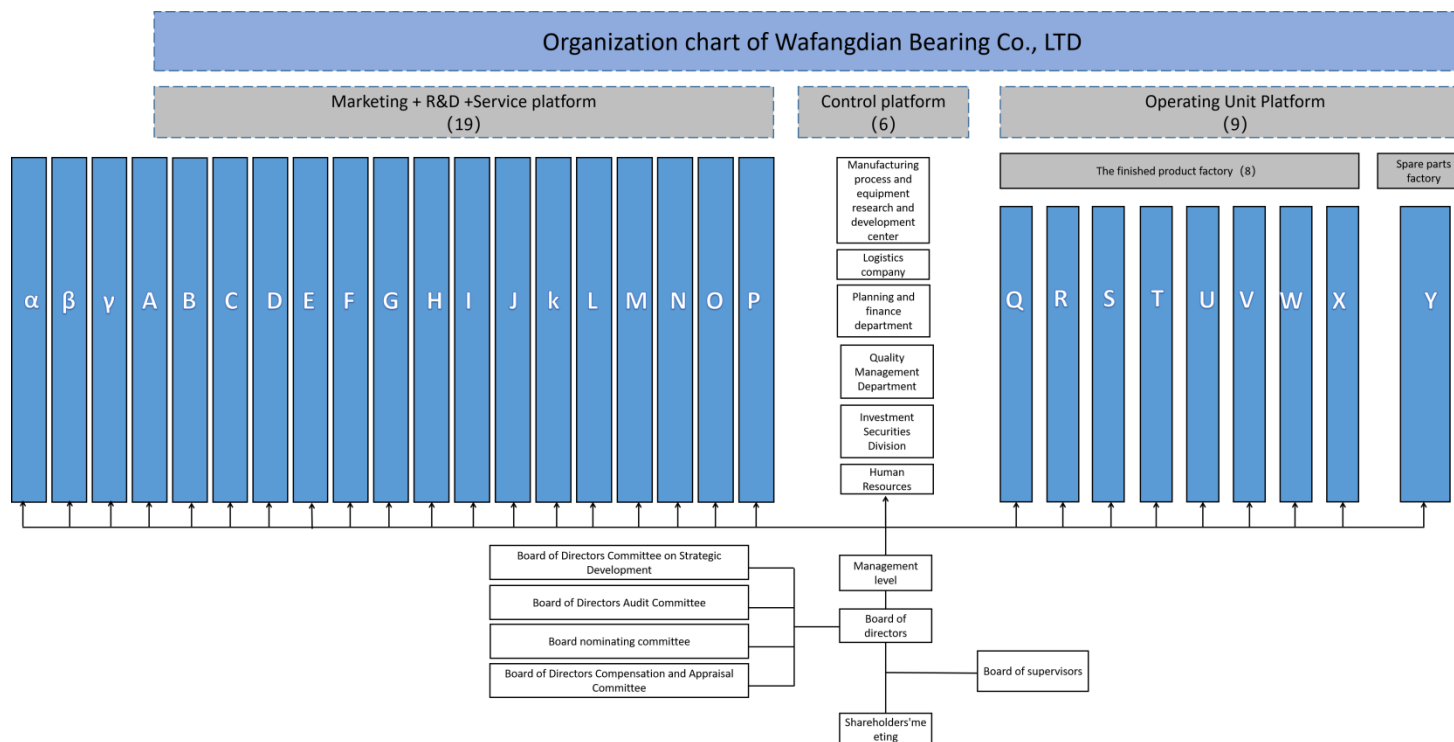 Organization chart of Wafangdian Bearing Co., LTD
Marketing + R&D +Service platform
(19)
Control platform
(6)
Operating Unit Platform
(9)
The finished product factory (8)
Spare parts
factory
α
β
γ
A
B
C
D
E
F
G
H
I
J
k
L
M
N
O
P
Manufacturing
process and
equipment
research and
development
center
Logistics
company
Planning and
finance
department
Quality
Management
Department
Investment
Securities
Division
Human
Resources
Q
R
S
T
U
V
W
X
Y
Board of Directors Committee on Strategic
Development
Board of Directors Audit Committee
Board nominating committee
Board of Directors Compensation and Appraisal
Committee
Management
level
Board of
directors
Board of supervisors
Shareholders'me
eting